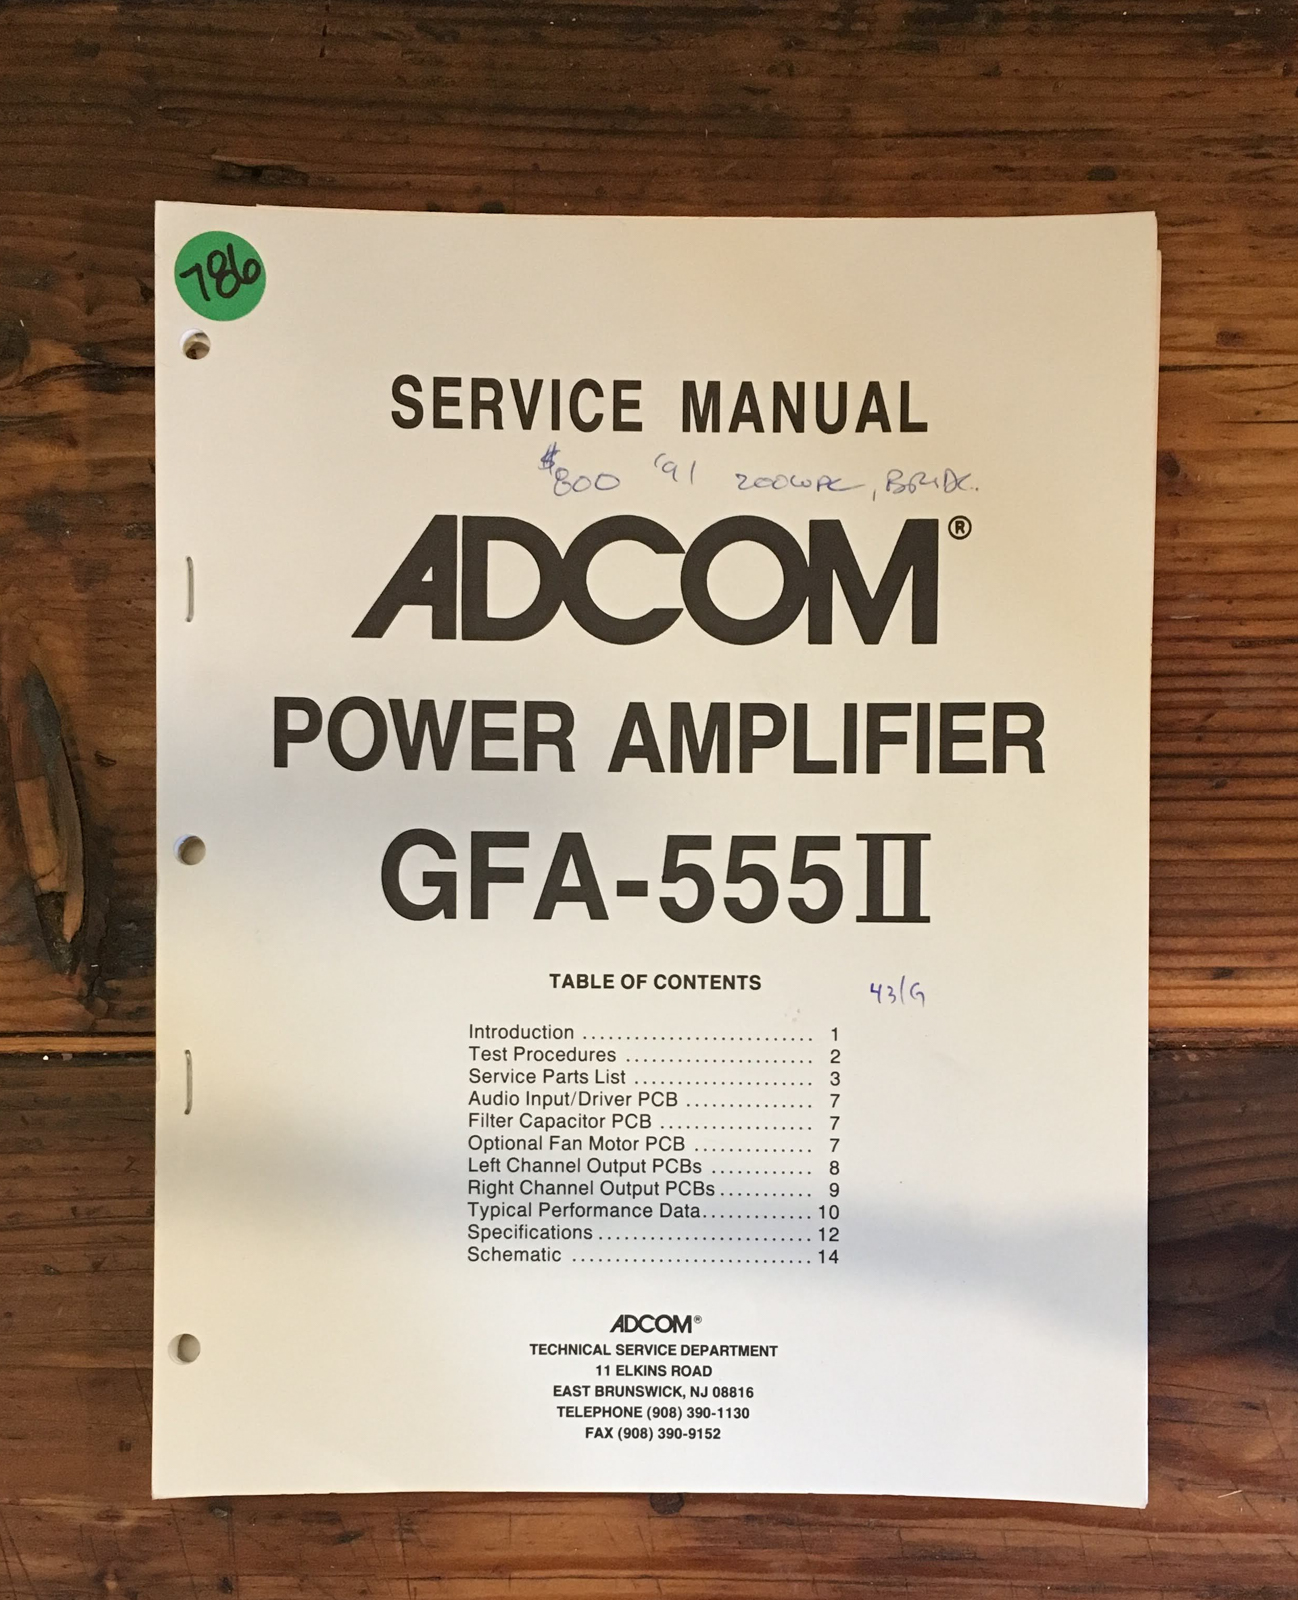 786
SERVICE MANUAL
$800 '91 200WPC, BRIDG.
ADCOM®
POWER AMPLIFIER
GFA-555II
TABLE OF CONTENTS
43/G
Introduction .......................... 1
Test Procedures ...................... 2
Service Parts List ..................... 3
Audio Input/Driver PCB ............... 7
Filter Capacitor PCB .................. 7
Optional Fan Motor PCB .............. 7
Left Channel Output PCBs ............ 8
Right Channel Output PCBs ........... 9
Typical Performance Data............. 10
Specifications ......................... 12
Schematic ........................... 14
ADCOM®
TECHNICAL SERVICE DEPARTMENT
11 ELKINS ROAD
EAST BRUNSWICK, NJ 08816
TELEPHONE (908) 390-1130
FAX (908) 390-9152